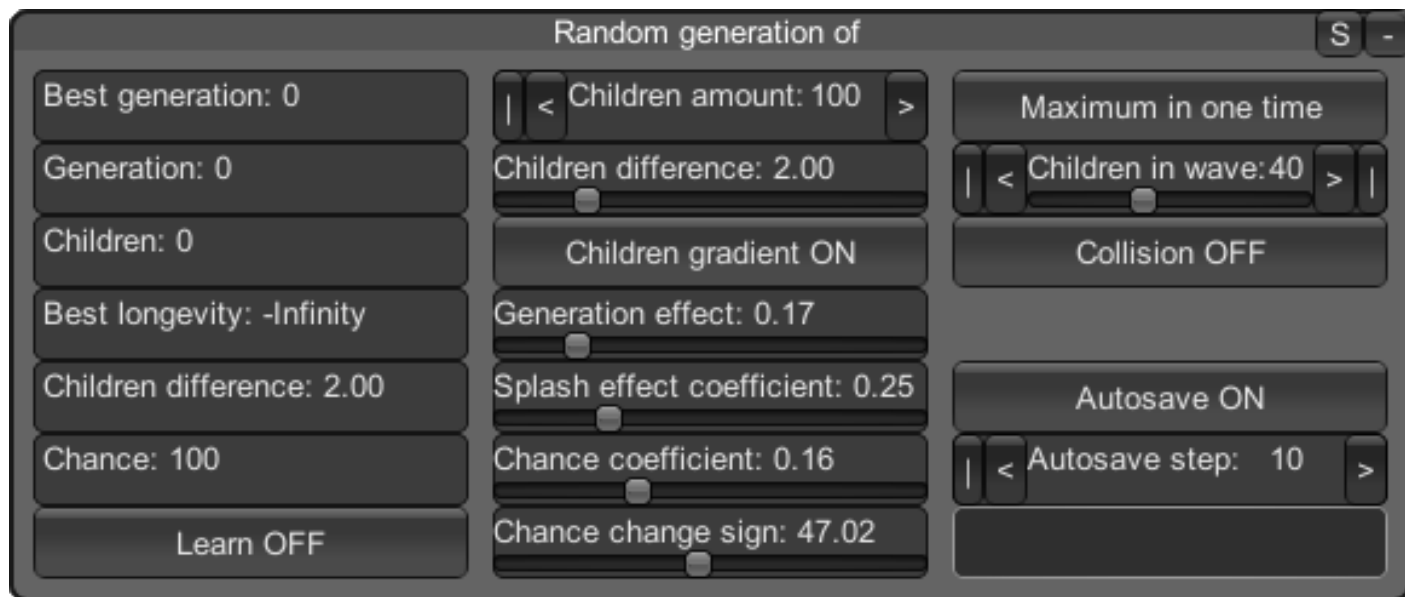 Random generation of
S -
Best generation: 0
Generation: 0
Children: 0
Best longevity: -Infinity
Children difference: 2.00
Chance: 100
Learn OFF
| < Children amount: 100 >
Children difference: 2.00
Children gradient ON
Generation effect: 0.17
Splash effect coefficient: 0.25
Chance coefficient: 0.16
Chance change sign: 47.02
Maximum in one time
| < Children in wave: 40 > |
Collision OFF
Autosave ON
| < Autosave step: 10 >